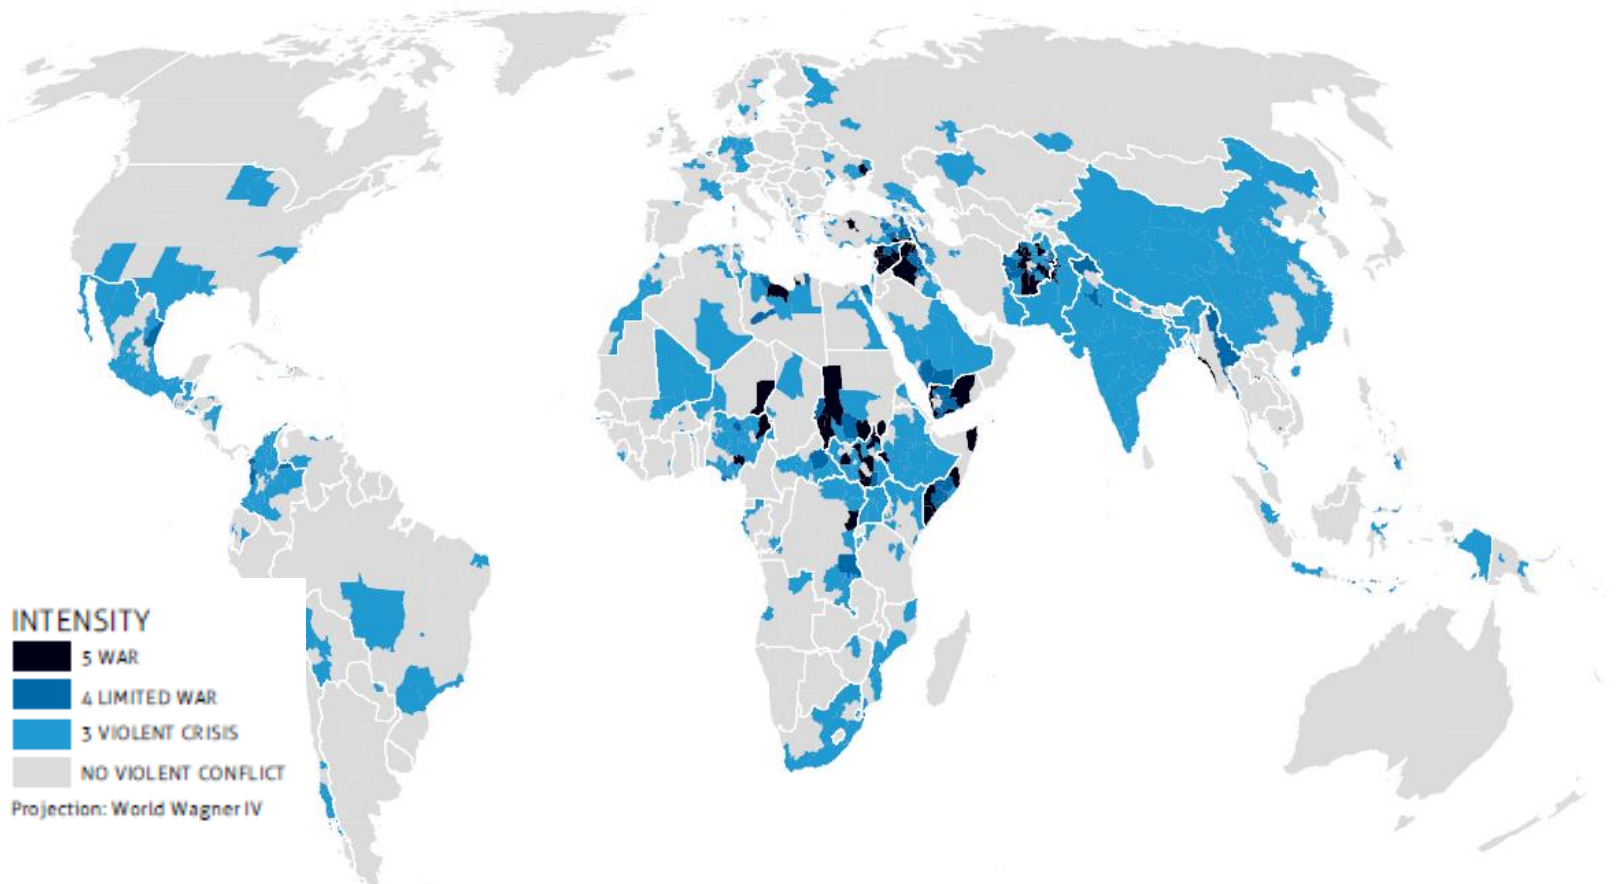 INTENSITY
5 WAR
4 LIMITED WAR
3 VIOLENT CRISIS
NO VIOLENT CONFLICT
Projection: World Wagner IV